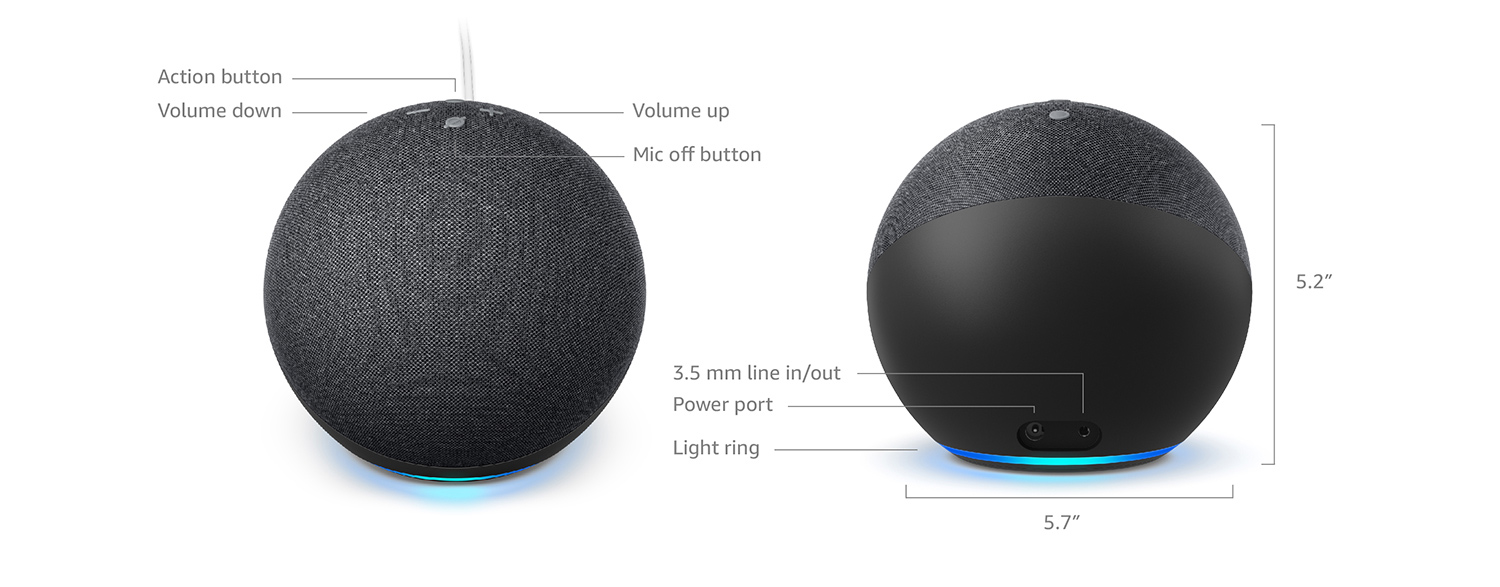 Action button
Volume down
Volume up
Mic off button
3.5 mm line in/out
Power port
Light ring
5.2”
5.7”